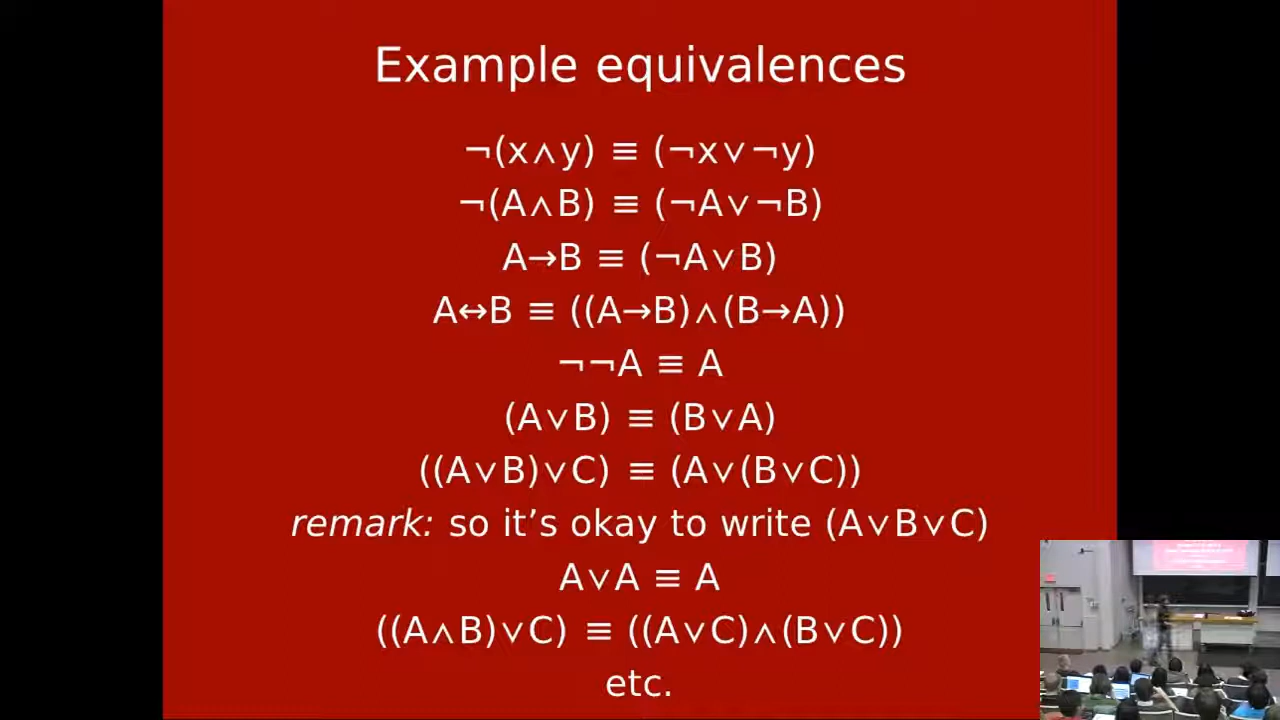 Example equivalences
¬(x∧y) ≡ (¬x∨¬y)
¬(A∧B) ≡ (¬A∨¬B)
A→B ≡ (¬A∨B)
A↔B ≡ ((A→B)∧(B→A))
¬¬A ≡ A
(A∨B) ≡ (B∨A)
((A∨B)∨C) ≡ (A∨(B∨C))
remark: so it’s okay to write (A∨B∨C)
A∨A ≡ A
((A∧B)∨C) ≡ ((A∨C)∧(B∨C))
etc.